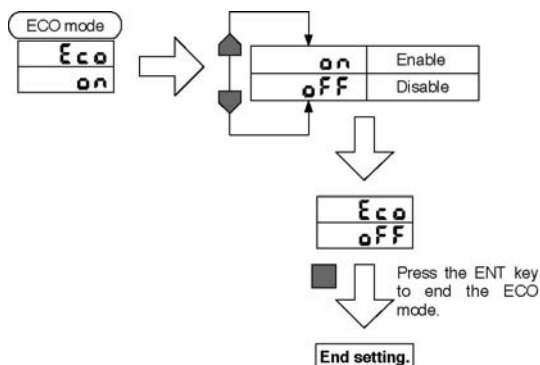 ECO mode
Eco
on
on Enable
oFF Disable
Eco
oFF
Press the ENT key
to end the ECO
mode.
End setting.